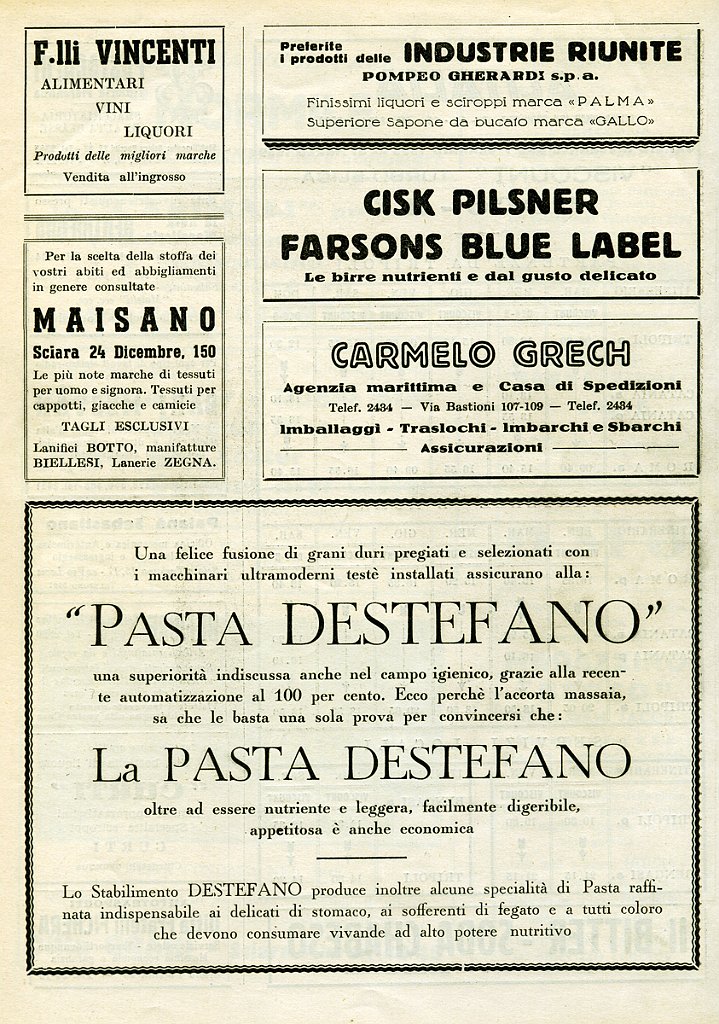 F.lli VINCENTI
ALIMENTARI
VINI
LIQUORI
Prodotti delle migliori marche
Vendita all'ingrosso
Per la scelta della stoffa dei
vostri abiti ed abbigliamenti
in genere consultate
MAISANO
Sciara 24 Dicembre, 150
Le più note marche di tessuti
per uomo e signora. Tessuti per
cappotti, giacche e camicie
TAGLI ESCLUSIVI
Lanifici BOTTO, manifatture
BIELLESI, Lanerie ZEGNA.
Preferite
i prodotti delle INDUSTRIE RIUNITE
POMPEO GHERARDI s.p.a.
Finissimi liquori e sciroppi marca «PALMA»
Superiore Sapone da bucato marca «GALLO»
CISK PILSNER
FARSONS BLUE LABEL
Le birre nutrienti e dal gusto delicato
CARMELO GRECH
Agenzia marittima e Casa di Spedizioni
Telef. 2484 — Via Bastioni 107-109 — Telef. 2484
Imballaggi - Traslochi - Imbarchi e Sbarchi
Assicurazioni
Una felice fusione di grani duri pregiati e selezionati con
i macchinari ultramoderni testè installati assicurano alla:
"PASTA DESTEFANO"
una superiorità indiscussa anche nel campo igienico, grazie alla recen-
te automatizzazione al 100 per cento. Ecco perchè l'accorta massaia,
sa che le basta una sola prova per convincersi che:
La PASTA DESTEFANO
oltre ad essere nutriente e leggera, facilmente digeribile,
appetitosa è anche economica
Lo Stabilimento DESTEFANO produce inoltre alcune specialità di Pasta raffi-
nata indispensabile ai delicati di stomaco, ai sofferenti di fegato e a tutti coloro
che devono consumare vivande ad alto potere nutritivo